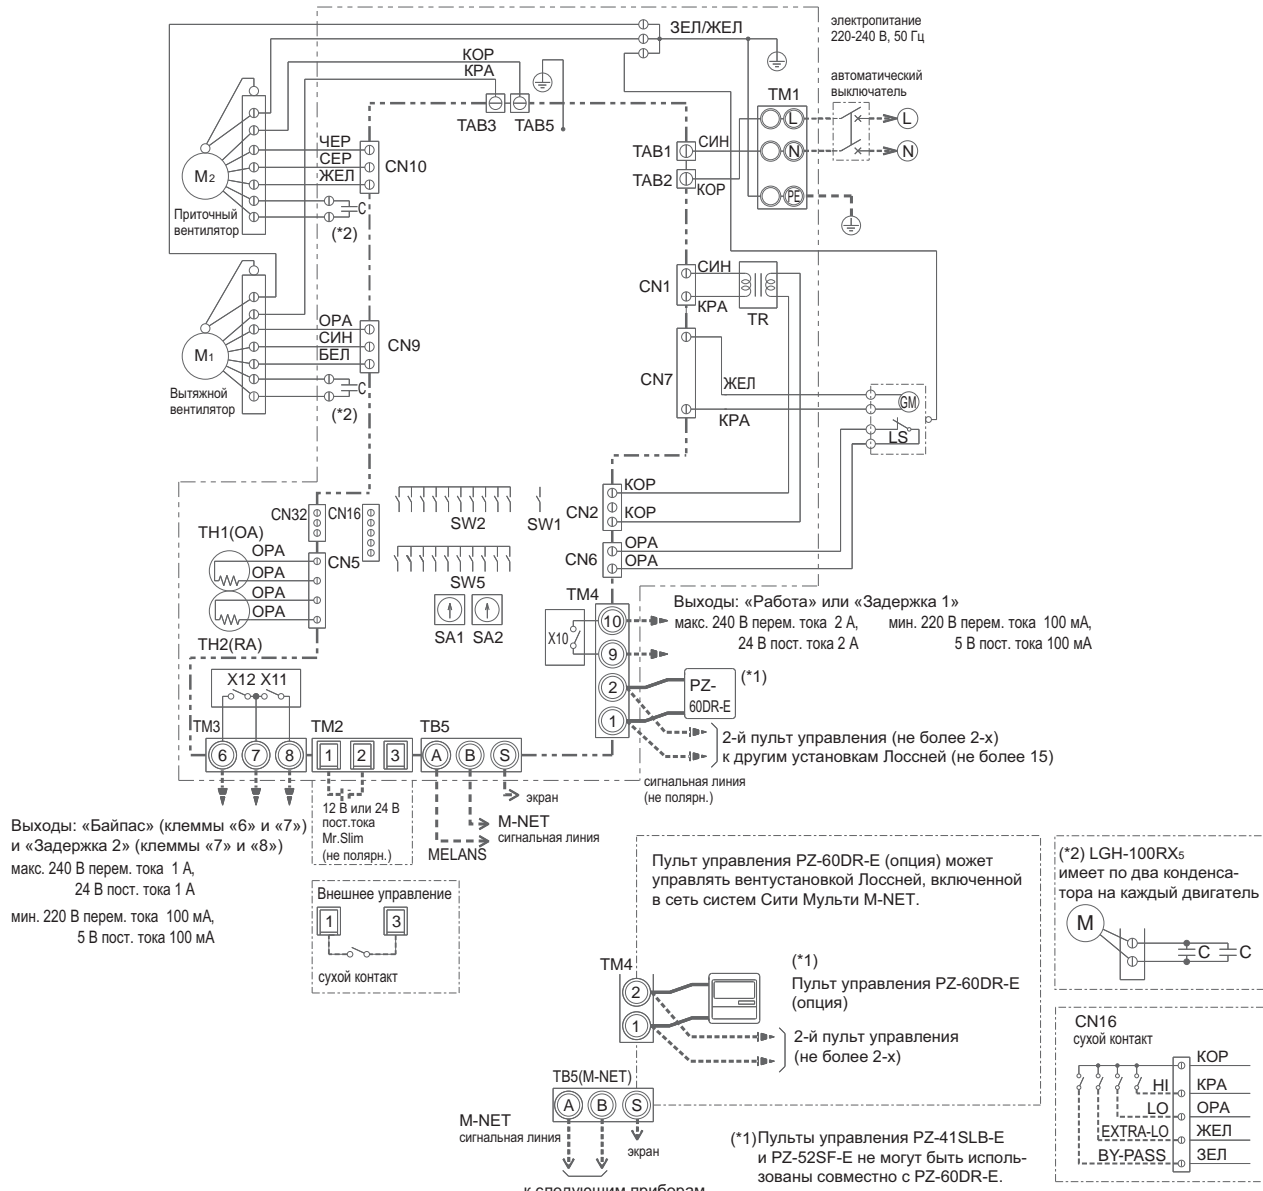 ЗЕЛ/ЖЕЛ
электропитание
220-240 В, 50 Гц
КОР
КРА
автоматический
выключатель
TM1
TAB3
TAB5
L
L
N
N
PE
TAB1
СИН
TAB2
КОР
ЧЕР
СЕР
ЖЕЛ
CN10
M2
Приточный
вентилятор
C
(*2)
CN1
СИН
КРА
TR
ОРА
СИН
БЕЛ
CN9
M1
Вытяжной
вентилятор
C
(*2)
CN7
ЖЕЛ
КРА
GM
LS
CN32
CN16
SW2
SW1
CN2
КОР
КОР
TH1(OA)
ОРА
ОРА
ОРА
ОРА
CN5
TH2(RA)
SW5
SA1
SA2
CN6
ОРА
ОРА
TM4
X10
10
9
2
1
Выходы: «Работа» или «Задержка 1»
макс. 240 В перем. тока 2 А, мин. 220 В перем. тока 100 мА,
24 В пост. тока 2 А 5 В пост. тока 100 мА
PZ-
60DR-E
(*1)
2-й пульт управления (не более 2-х)
к другим установкам Лоссней (не более 15)
сигнальная линия
(не полярн.)
X12 X11
TM3
6
7
8
TM2
1
2
3
TB5
A
B
S
экран
12 В или 24 В
пост.тока
Mr.Slim
(не полярн.)
M-NET
сигнальная линия
MELANS
Выходы: «Байпас» (клеммы «6» и «7»)
и «Задержка 2» (клеммы «7» и «8»)
макс. 240 В перем. тока 1 А,
24 В пост. тока 1 А
мин. 220 В перем. тока 100 мА,
5 В пост. тока 100 мА
Внешнее управление
1
3
сухой контакт
Пульт управления PZ-60DR-E (опция) может
управлять вентустановкой Лоссней, включенной
в сеть систем Сити Мульти M-NET.
TM4
2
1
(*1)
Пульт управления PZ-60DR-E
(опция)
2-й пульт управления
(не более 2-х)
TB5(M-NET)
A
B
S
M-NET
сигнальная линия
экран
к следующим приборам
(*1)Пульты управления PZ-41SLB-E
и PZ-52SF-E не могут быть исполь-
зованы совместно с PZ-60DR-E.
(*2) LGH-100RX5
имеет по два конденса-
тора на каждый двигатель
M
C
C
CN16
сухой контакт
КОР
HI
КРА
LO
ОРА
EXTRA-LO
ЖЕЛ
BY-PASS
ЗЕЛ